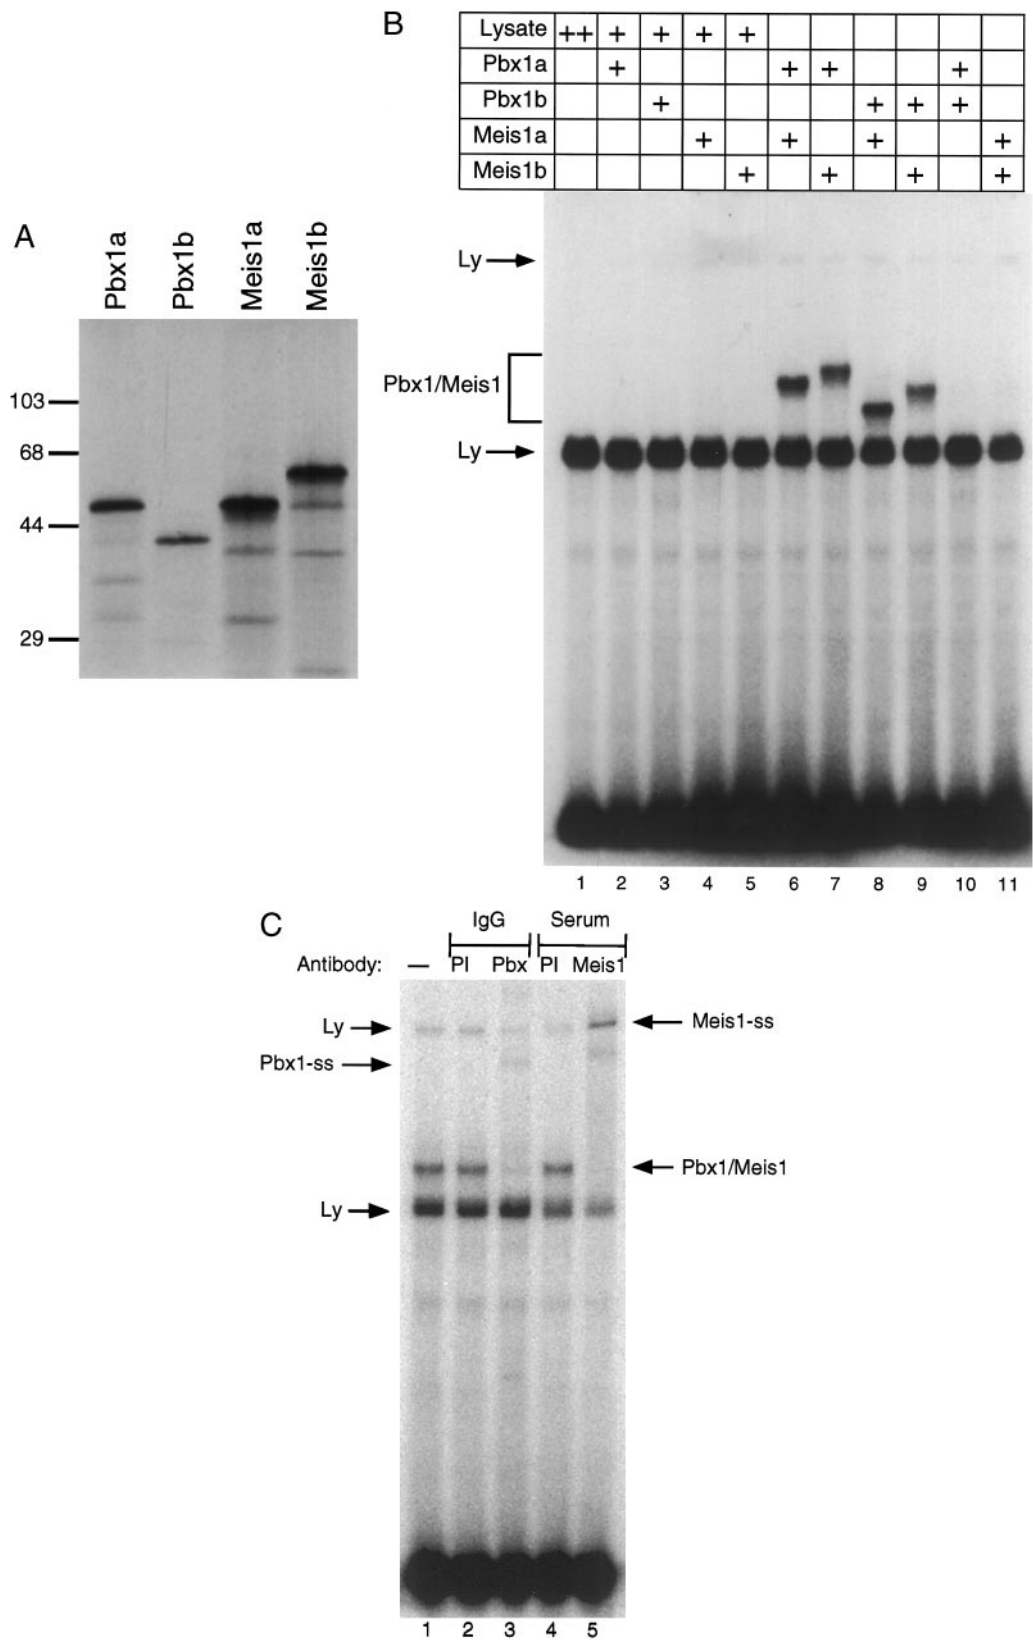 A
Pbx1a Pbx1b Meis1a Meis1b
103
68
44
29
B
Lysate ++ + + + +
Pbx1a + + + +
Pbx1b + + + +
Meis1a + + + +
Meis1b + + + +
Ly
Pbx1/Meis1
Ly
1 2 3 4 5 6 7 8 9 10 11
C
IgG Serum
Antibody: — PI Pbx PI Meis1
Ly
Meis1-ss
Pbx1-ss
Pbx1/Meis1
Ly
1 2 3 4 5